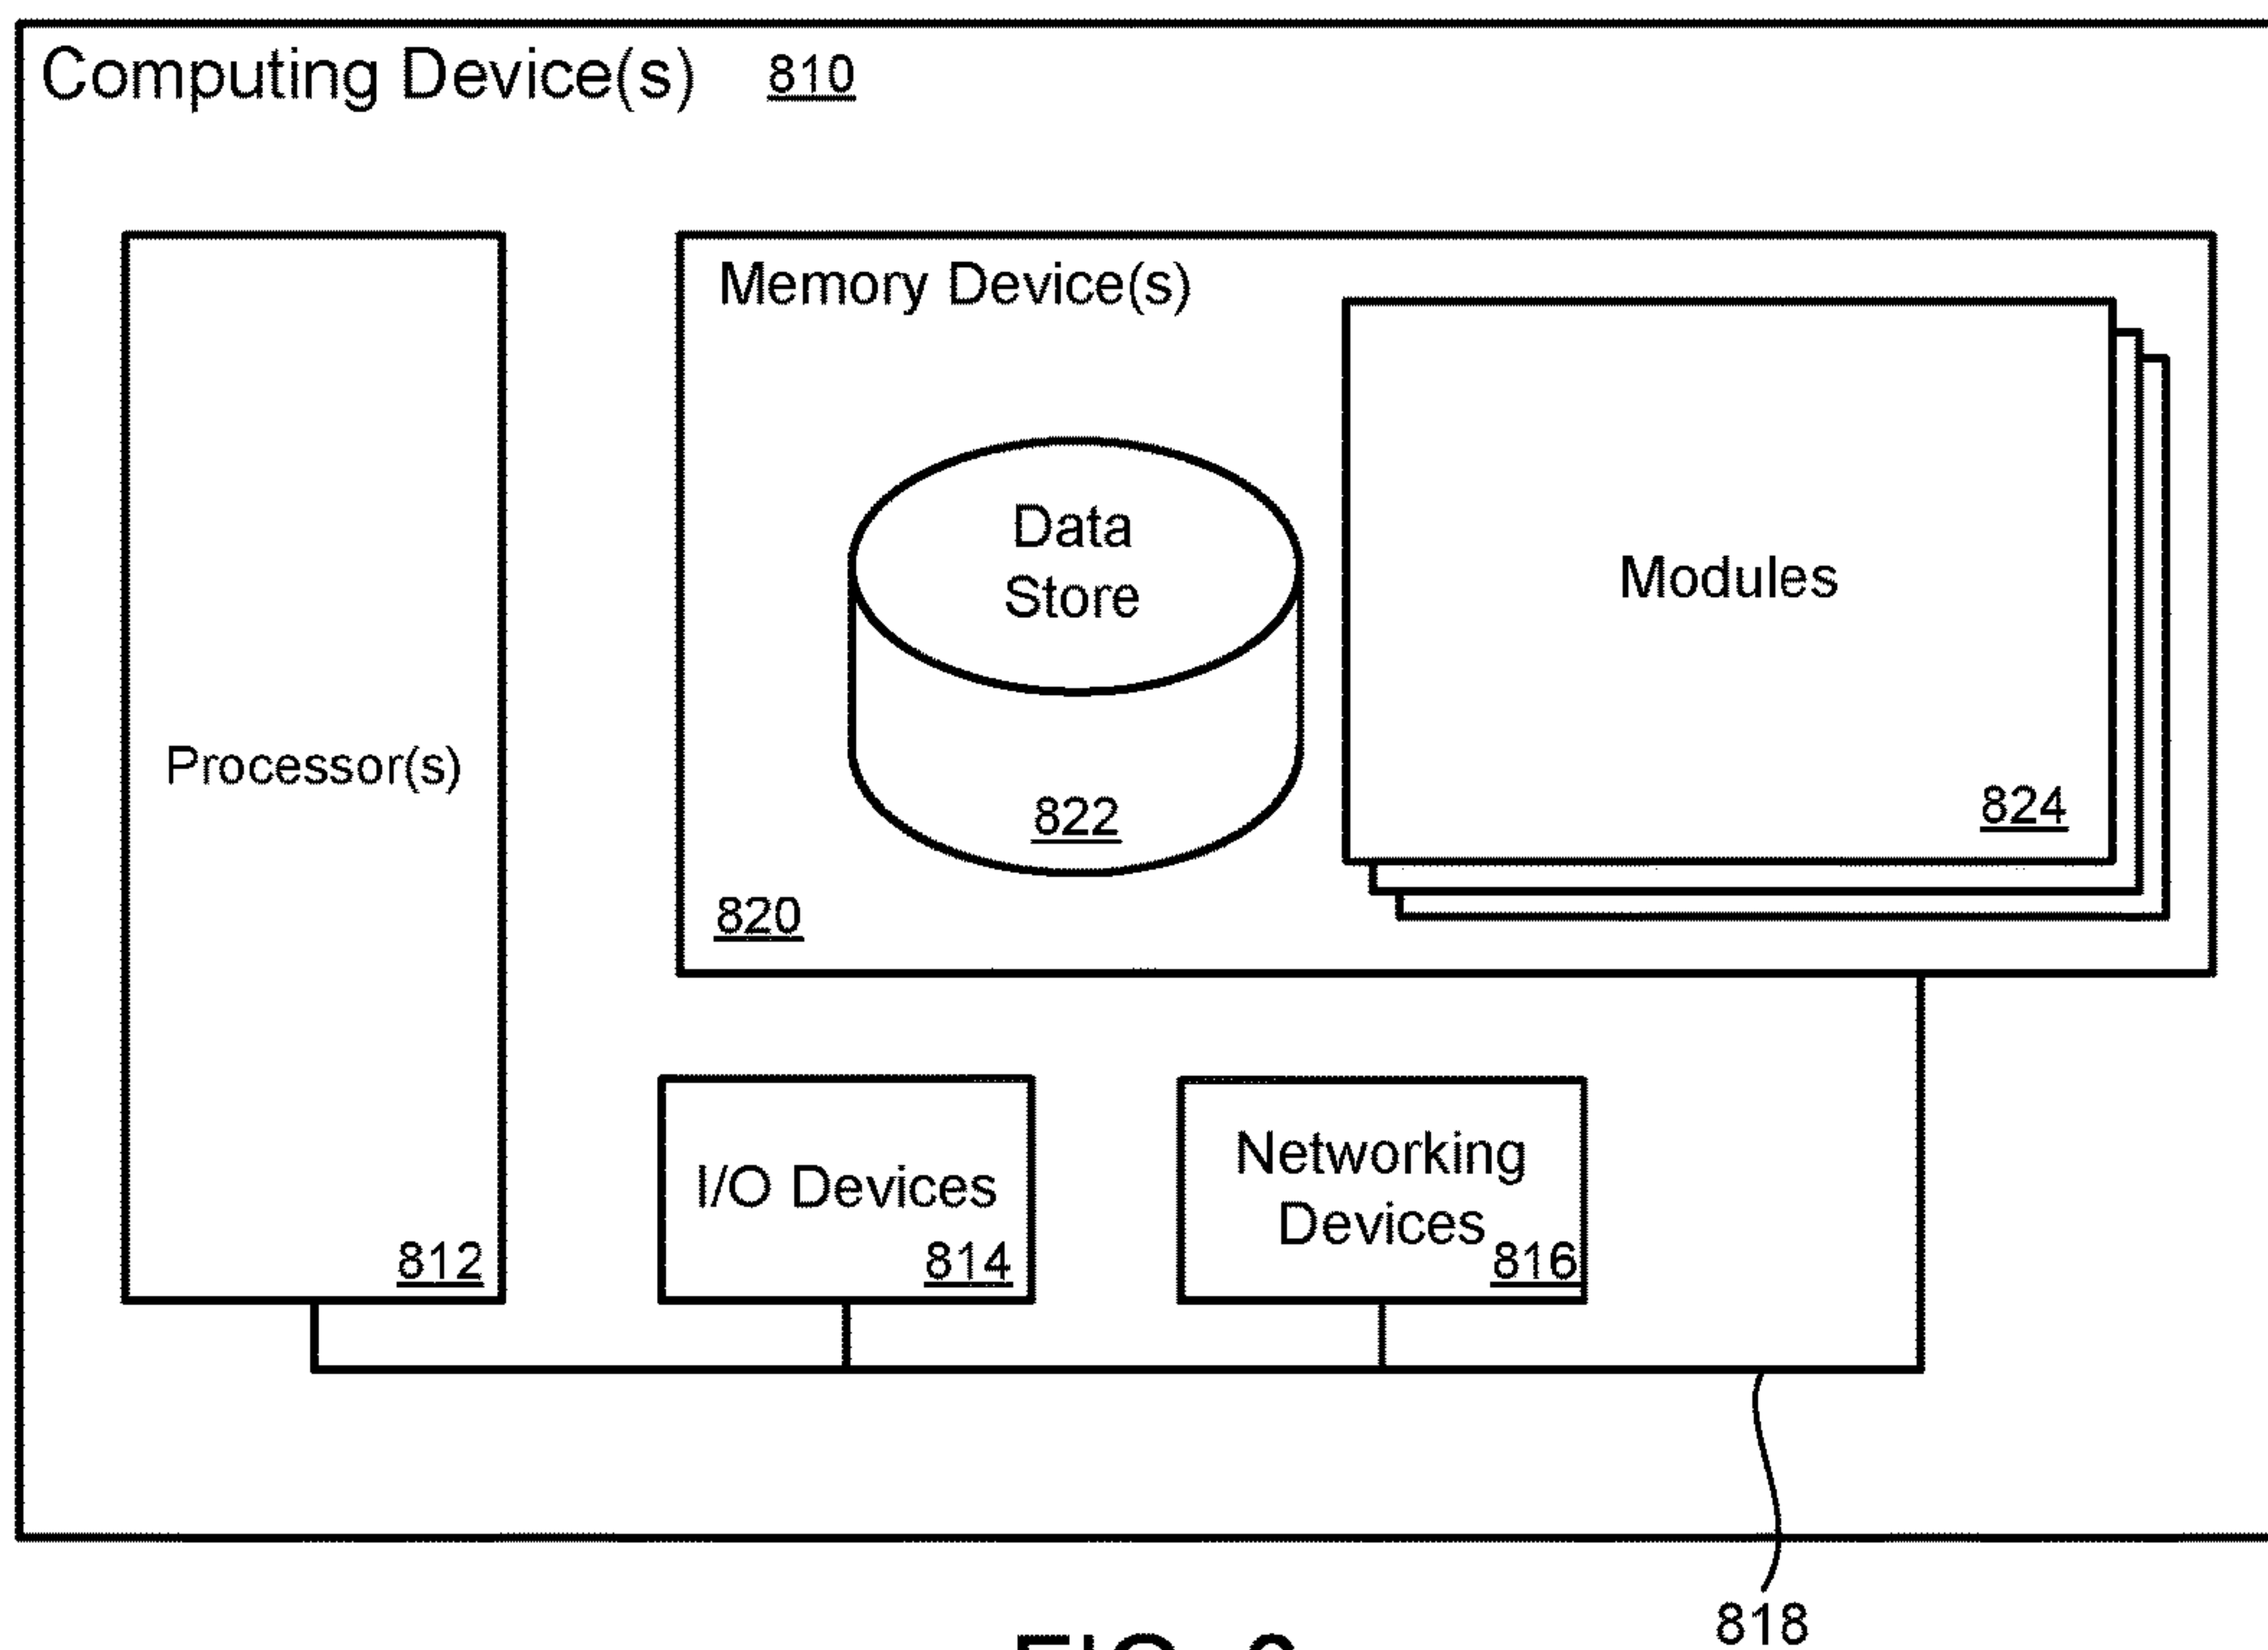 Computing Device(s) 810
Memory Device(s)
Data
Store
822
Modules
824
820
Processor(s)
812
I/O Devices
814
Networking
Devices
816
818
FIG.